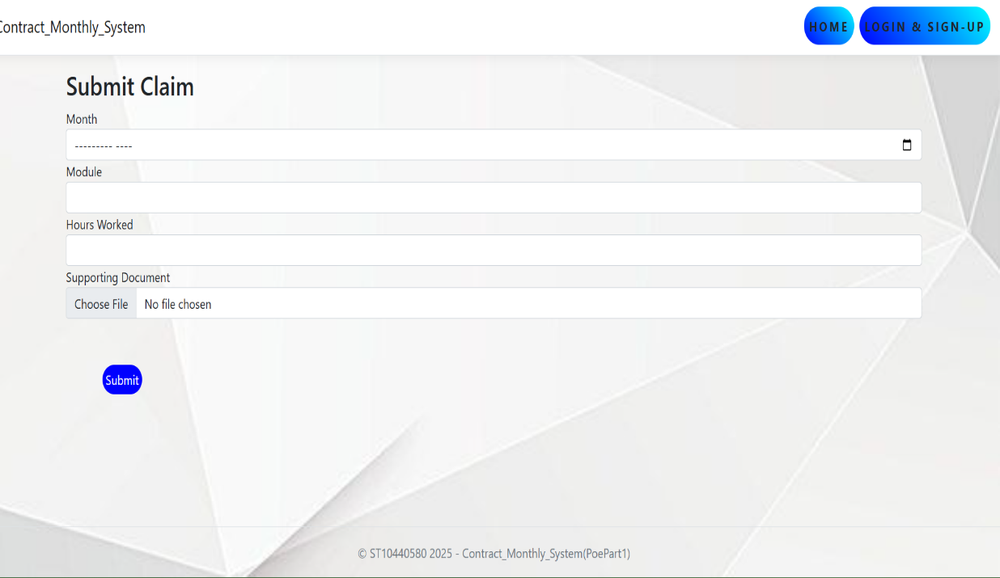 Contract_Monthly_System
HOME
LOGIN & SIGN-UP
Submit Claim
Month
--------- ----
Module
Hours Worked
Supporting Document
Choose File No file chosen
Submit
© ST10440580 2025 - Contract_Monthly_System(PoePart1)